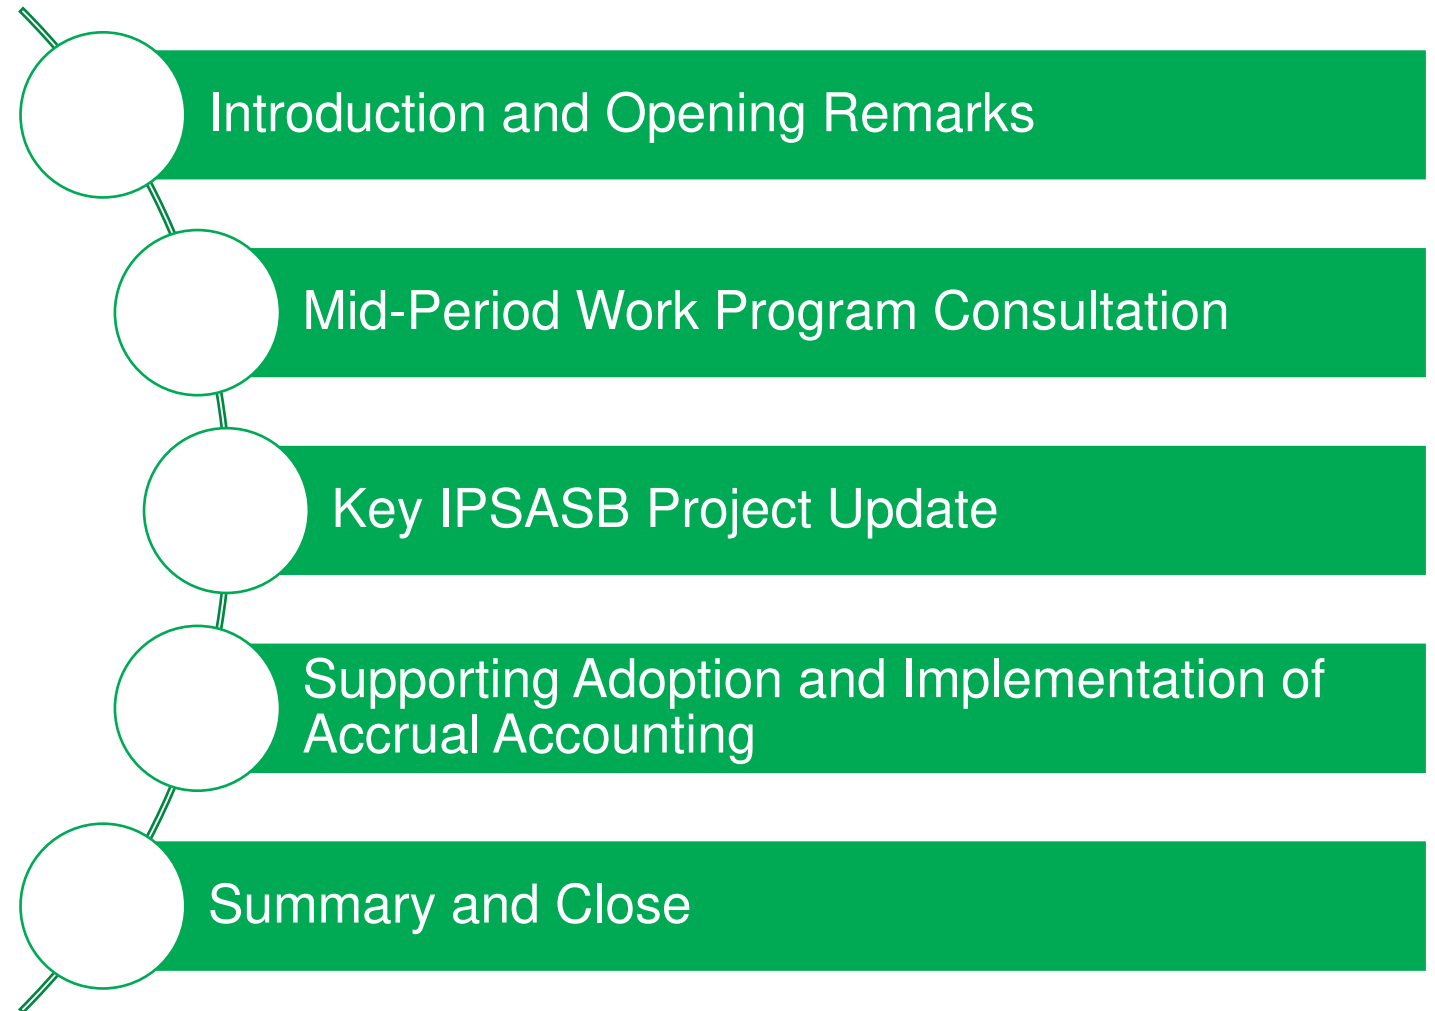 Introduction and Opening Remarks
Mid-Period Work Program Consultation
Key IPSASB Project Update
Supporting Adoption and Implementation of
Accrual Accounting
Summary and Close